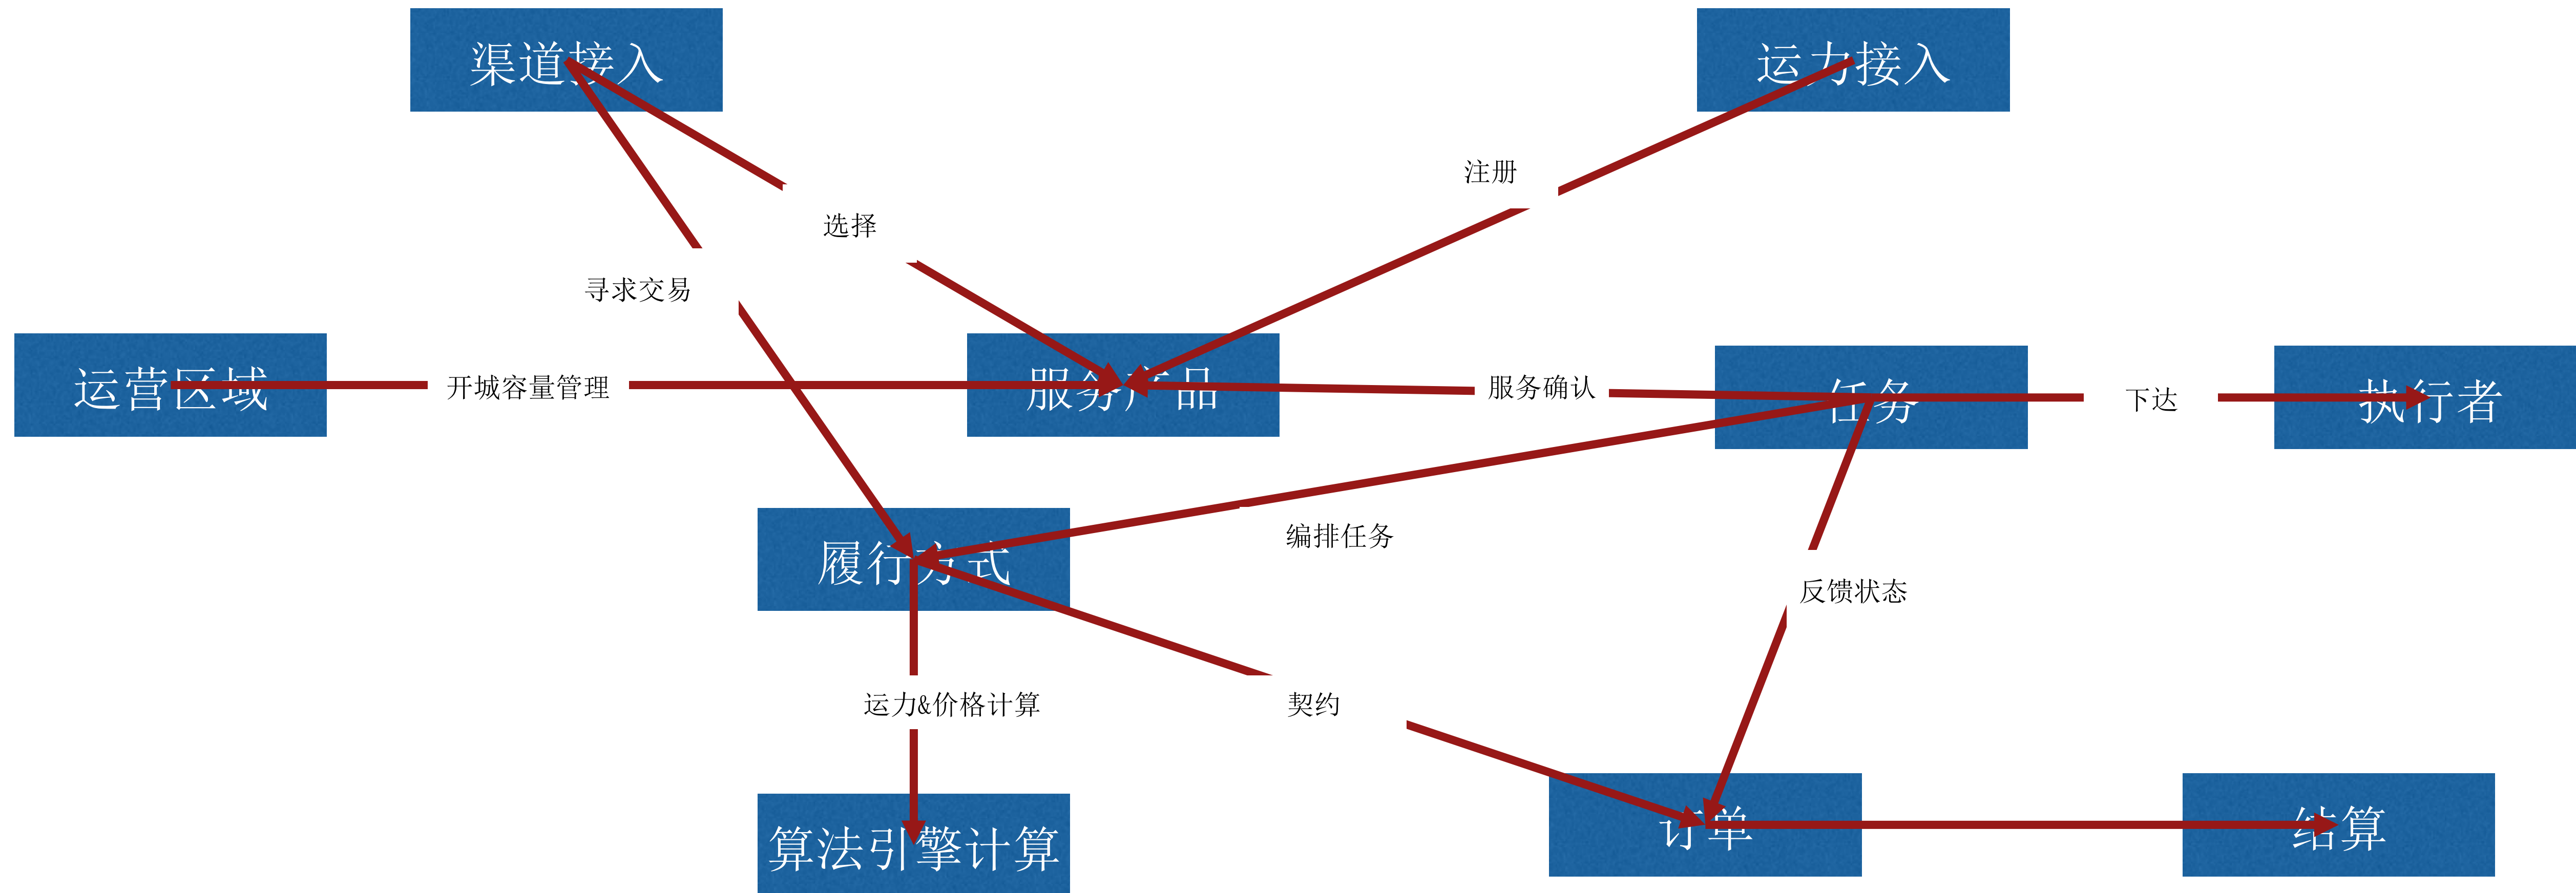 渠道接入
运力接入
注册
选择
寻求交易
运营区域
开城容量管理
服务产品
服务确认
任务
下达
执行者
编排任务
履行方式
反馈状态
运力&价格计算
契约
算法引擎计算
订单
结算